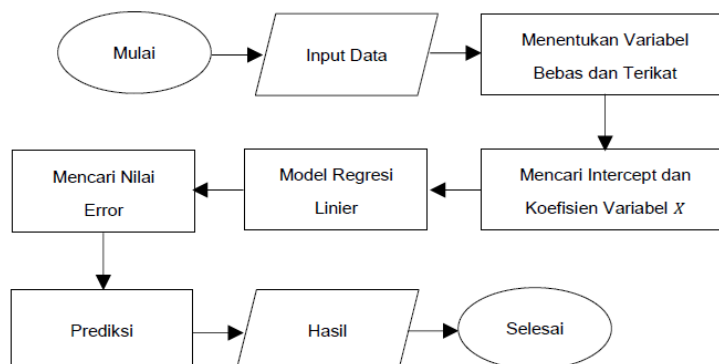 Mulai
Input Data
Menentukan Variabel
Bebas dan Terikat
Mencari Intercept dan
Koefisien Variabel X
Model Regresi
Linier
Mencari Nilai
Error
Prediksi
Hasil
Selesai